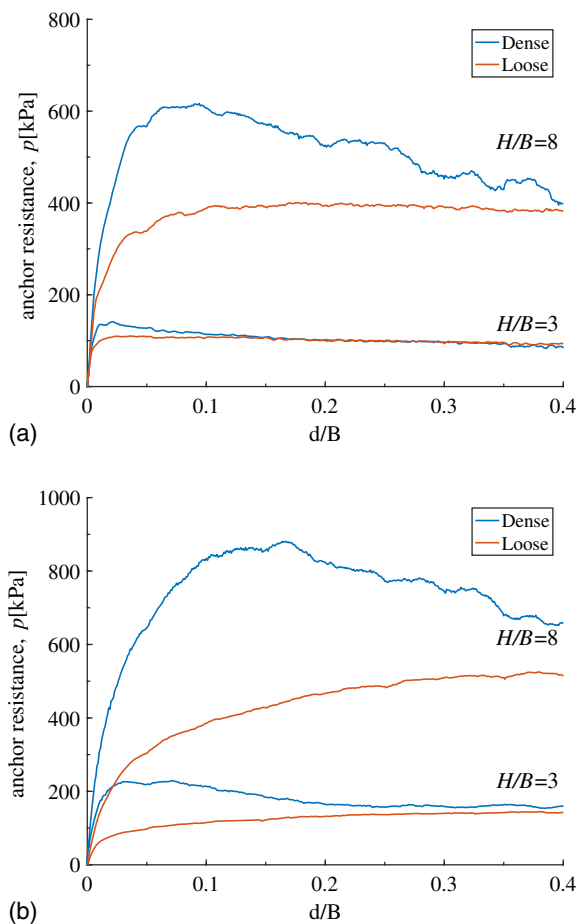 800
600
400
200
0
anchor resistance, p[kPa]
Dense
Loose
H/B=8
H/B=3
0
0.1
0.2
0.3
0.4
d/B
(a)
1000
800
600
400
200
0
anchor resistance, p[kPa]
Dense
Loose
H/B=8
H/B=3
0
0.1
0.2
0.3
0.4
d/B
(b)